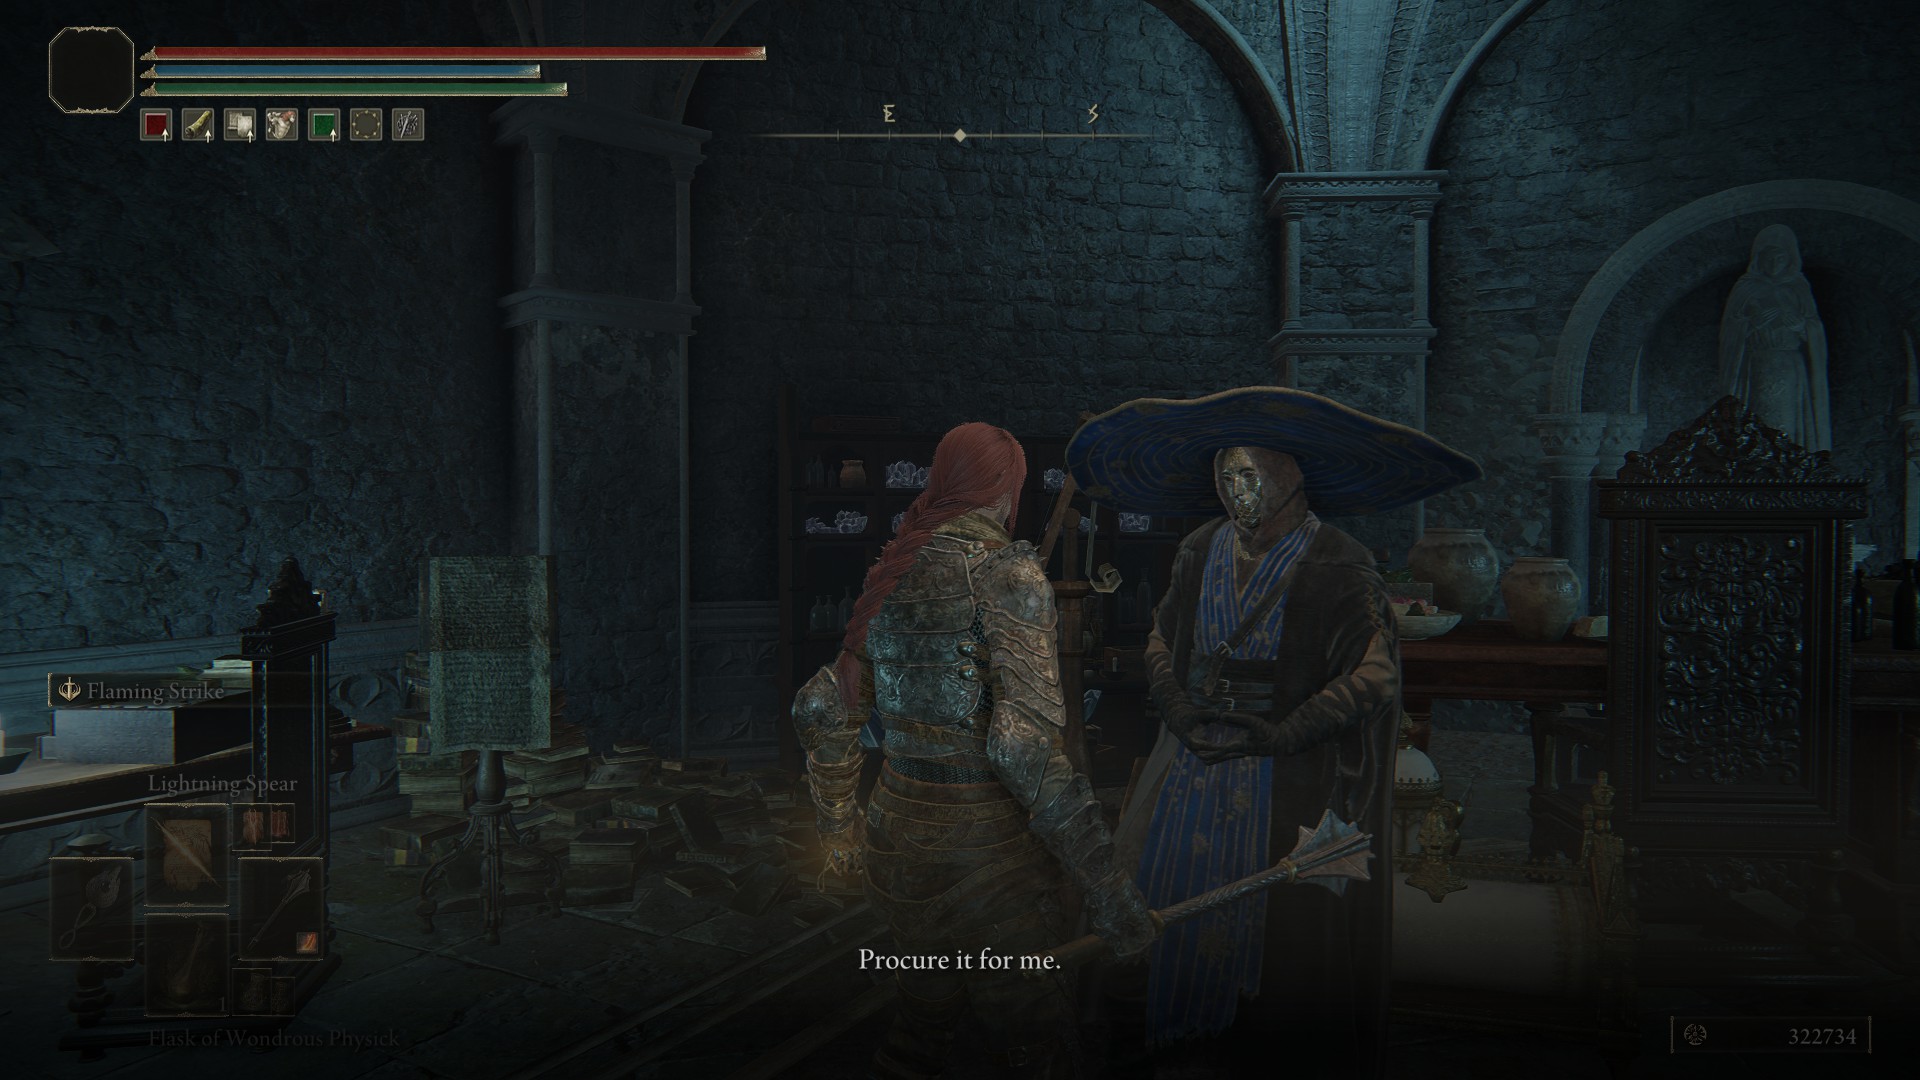 E S
Flaming Strike
Lightning Spear
Procure it for me.
1
Flask of Wondrous Physick
322734